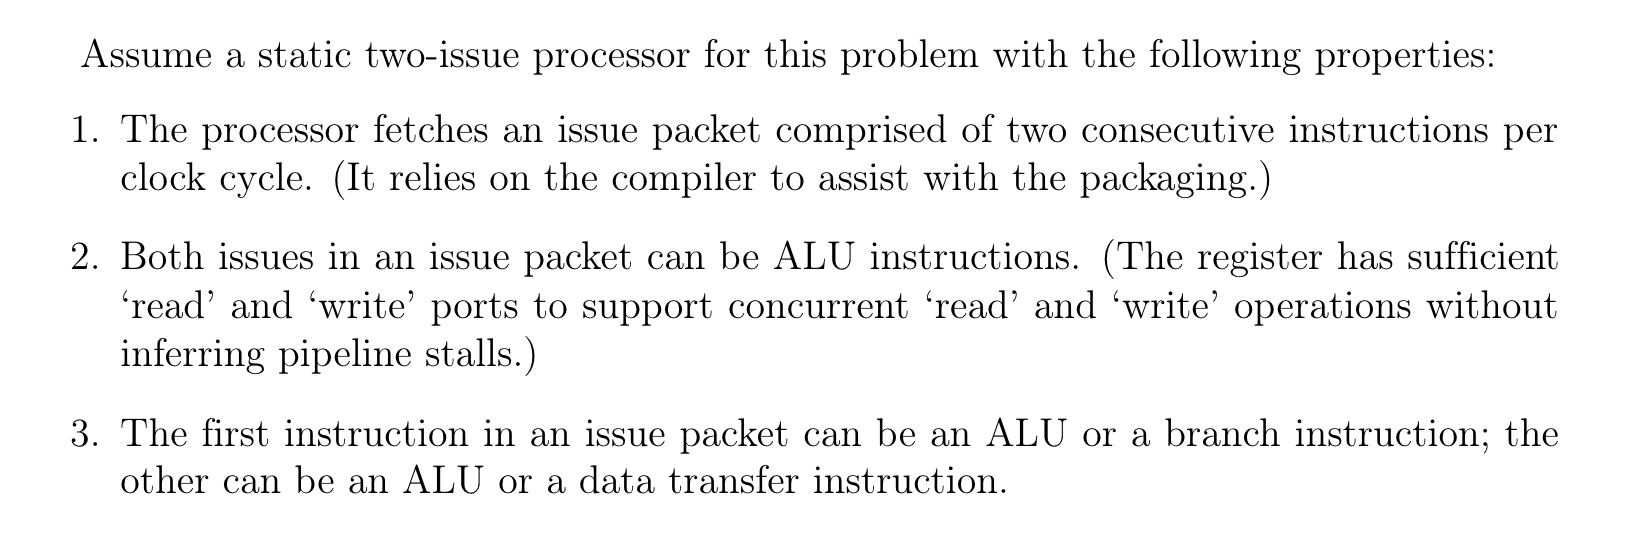 Assume a static two-issue processor for this problem with the following properties:
1. The processor fetches an issue packet comprised of two consecutive instructions per
clock cycle. (It relies on the compiler to assist with the packaging.)
2. Both issues in an issue packet can be ALU instructions. (The register has sufficient
‘read’ and ‘write’ ports to support concurrent ‘read’ and ‘write’ operations without
inferring pipeline stalls.)
3. The first instruction in an issue packet can be an ALU or a branch instruction; the
other can be an ALU or a data transfer instruction.